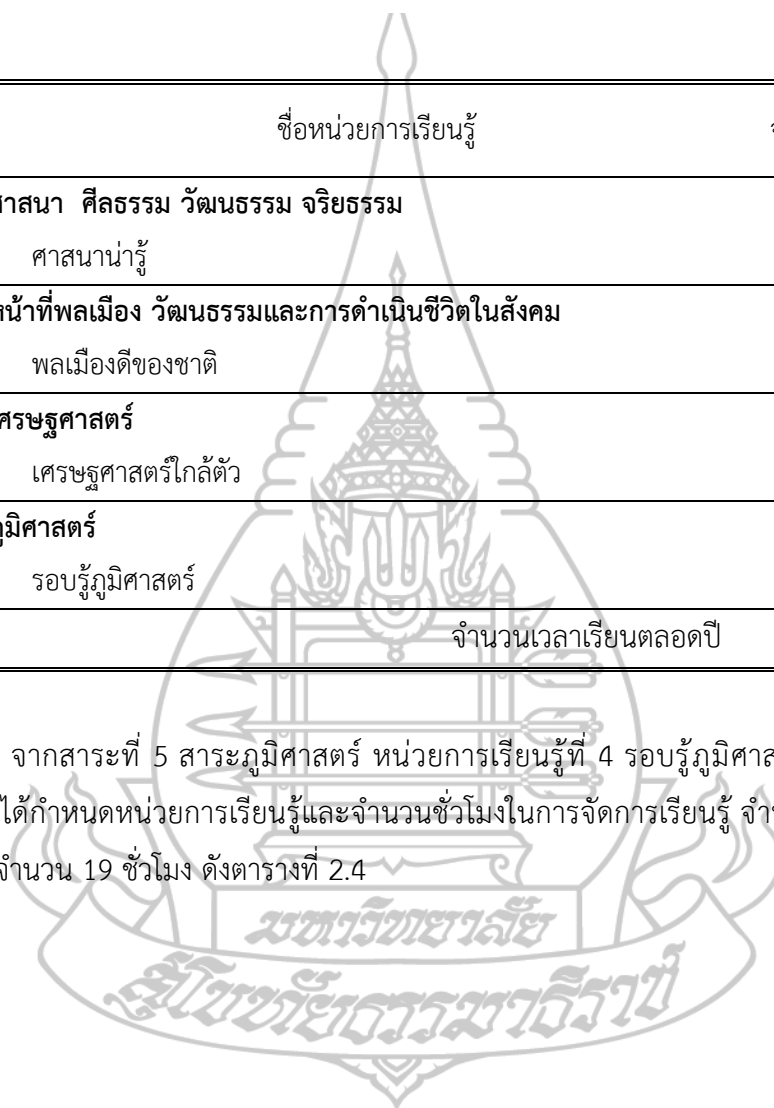 ชื่อหน่วยการเรียนรู้
ศาสนา ศีลธรรม วัฒนธรรม จริยธรรม
ศาสนาน่ารู้
หน้าที่พลเมือง วัฒนธรรมและการดำเนินชีวิตในสังคม
พลเมืองดีของชาติ
เศรษฐศาสตร์
เศรษฐศาสตร์ใกล้ตัว
ภูมิศาสตร์
รอบรู้ภูมิศาสตร์
จำนวนเวลาเรียนตลอดปี
จากสาระที่ 5 สาระภูมิศาสตร์ หน่วยการเรียนรู้ที่ 4 รอบรู้ภูมิศาส
ได้กำหนดหน่วยการเรียนรู้และจำนวนชั่วโมงในการจัดการเรียนรู้
จำนวน 19 ชั่วโมง ดังตารางที่ 2.4
มหาวิทยาลัย
สุโขทัยธรรมาธิราช